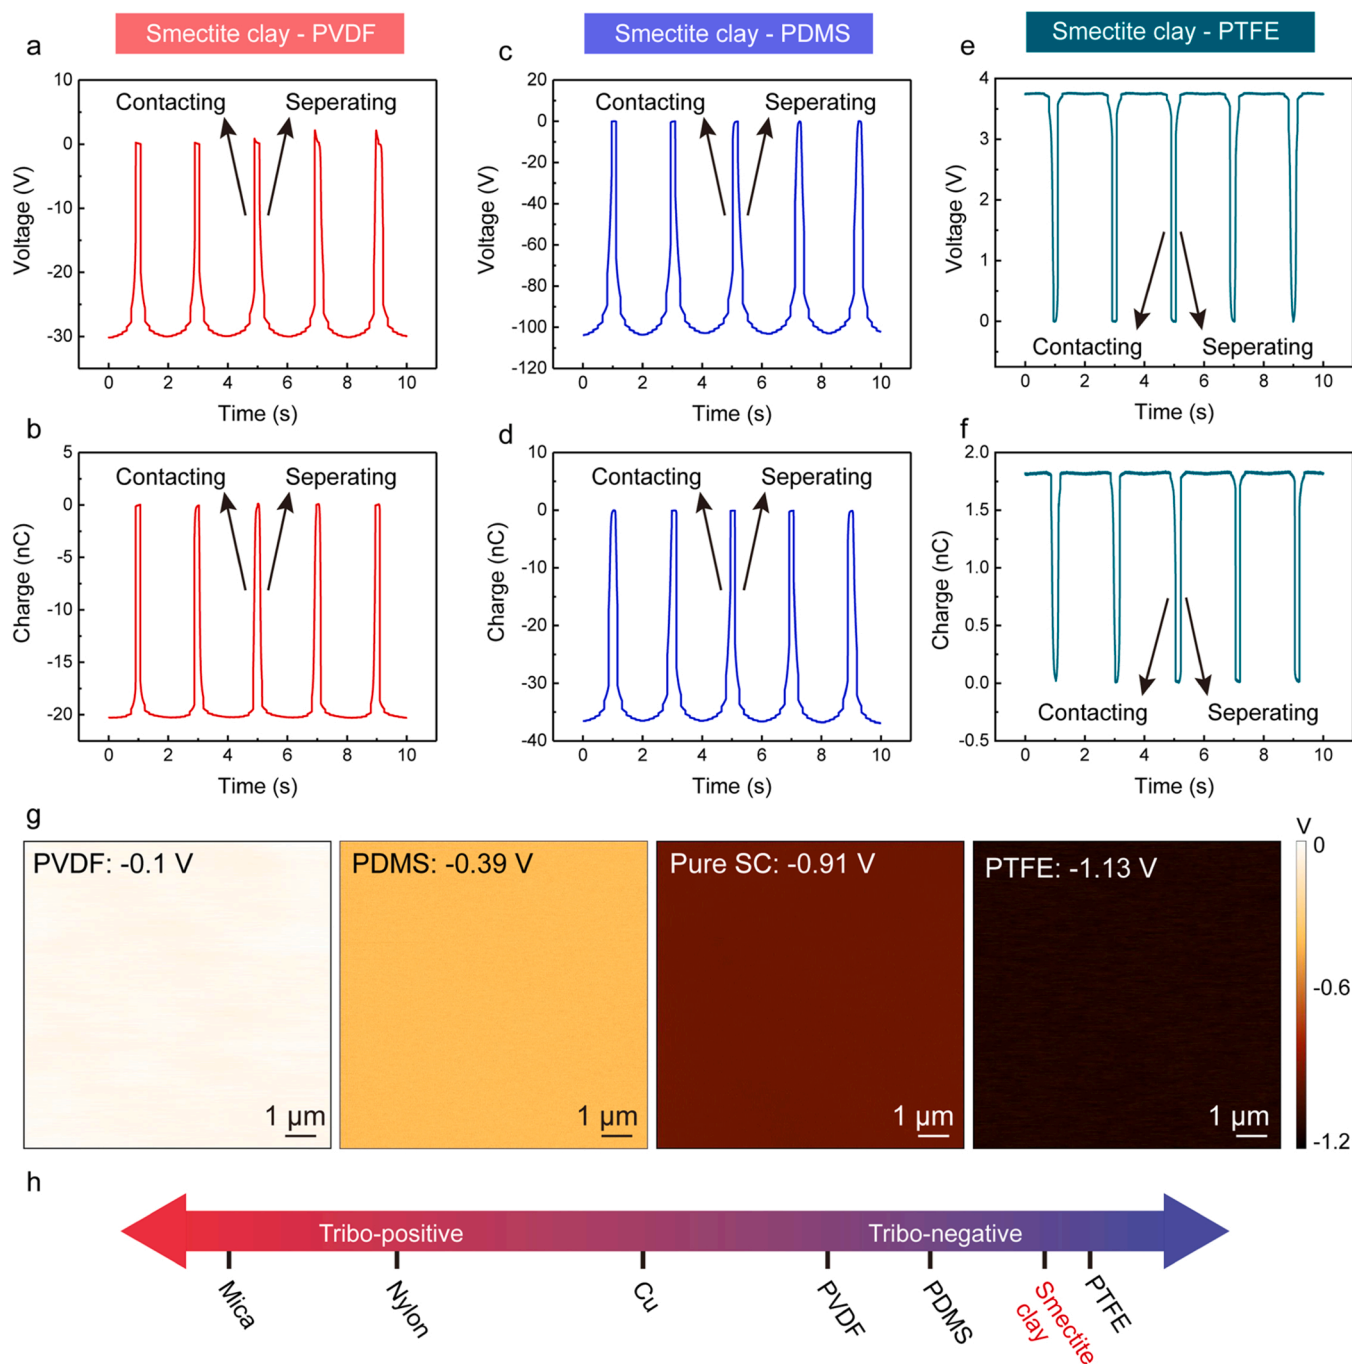 a
Smectite clay - PVDF
10
0
-10
-20
-30
Voltage (V)
Contacting
Seperating
0 2 4 6 8 10
Time (s)
c
Smectite clay - PDMS
20
0
-20
-40
-60
-80
-100
-120
Voltage (V)
Contacting
Seperating
0 2 4 6 8 10
Time (s)
e
Smectite clay - PTFE
4
3
2
1
0
Voltage (V)
Contacting
Seperating
0 2 4 6 8 10
Time (s)
b
5
0
-5
-10
-15
-20
Charge (nC)
Contacting
Seperating
0 2 4 6 8 10
Time (s)
d
10
0
-10
-20
-30
-40
Charge (nC)
Contacting
Seperating
0 2 4 6 8 10
Time (s)
f
2.0
1.5
1.0
0.5
0.0
-0.5
Charge (nC)
Contacting
Seperating
0 2 4 6 8 10
Time (s)
g
PVDF: -0.1 V
1 µm
PDMS: -0.39 V
1 µm
Pure SC: -0.91 V
1 µm
PTFE: -1.13 V
1 µm
V
0
-0.6
-1.2
h
Tribo-positive
Tribo-negative
Mica
Nylon
Cu
PVDF
PDMS
Smectite
clay
PTFE